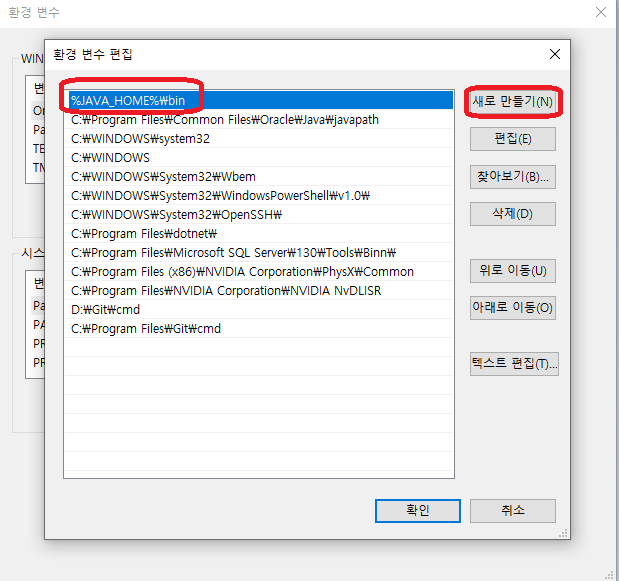 환경 변수
WIN
환경 변수 편집
%JAVA_HOME%₩bin
C:₩Program Files₩Common Files₩Oracle₩Java₩javapath
C:₩WINDOWS₩system32
C:₩WINDOWS
C:₩WINDOWS₩System32₩Wbem
C:₩WINDOWS₩System32₩WindowsPowerShell₩v1.0₩
C:₩WINDOWS₩System32₩OpenSSH₩
C:₩Program Files₩dotnet₩
C:₩Program Files₩Microsoft SQL Server₩130₩Tools₩Binn₩
C:₩Program Files (x86)₩NVIDIA Corporation₩PhysX₩Common
C:₩Program Files₩NVIDIA Corporation₩NVIDIA NvDLISR
D:₩Git₩cmd
C:₩Program Files₩Git₩cmd
새로 만들기(N)
편집(E)
찾아보기(B)...
삭제(D)
위로 이동(U)
아래로 이동(O)
텍스트 편집(T)...
확인
취소
변
On
Pa
TE
TM
시스
변
Pa
PA
PR
PR